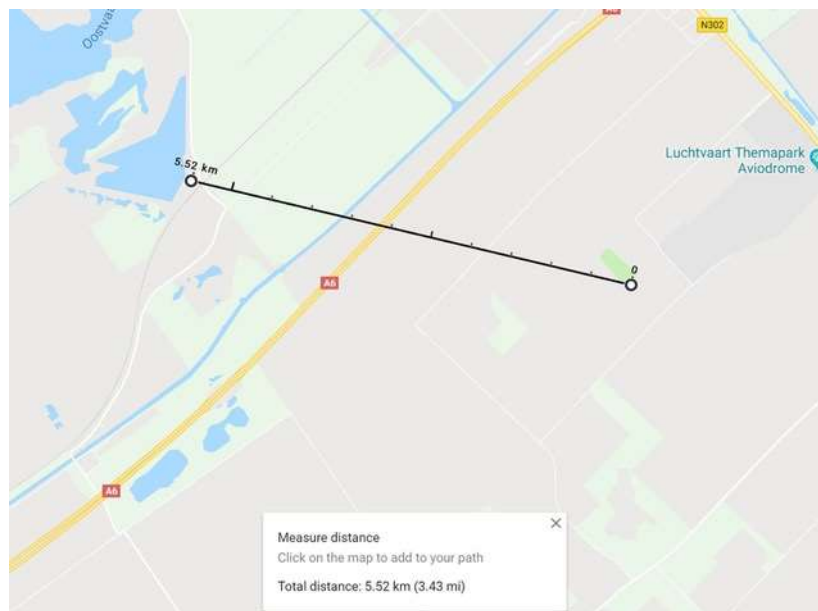 Oostva
N302
Luchtvaart Themapark
Aviodrome
5.52 km
0
A6
A6
Measure distance
Click on the map to add to your path
Total distance: 5.52 km (3.43 mi)